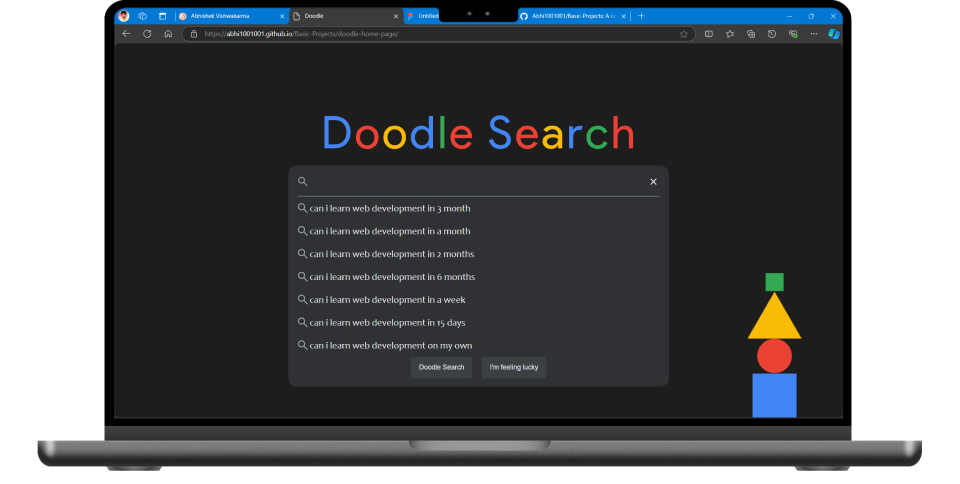 Abhishek Vishwakarma
Doodle
Untitled
Abhi1001001/Basic-Projects: A c
https://abhi1001001.github.io/Basic-Projects/doodle-home-page/
Doodle Search
can i learn web development in 3 month
can i learn web development in a month
can i learn web development in 2 months
can i learn web development in 6 months
can i learn web development in a week
can i learn web development in 15 days
can i learn web development on my own
Doodle Search
I'm feeling lucky